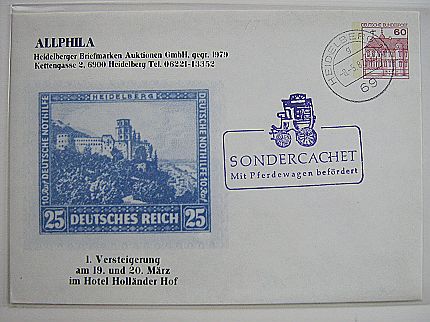 ALLPHILA
Heidelberger Briefmarken Auktionen GmbH, gegr. 1979
Kettengasse 2, 6900 Heidelberg Tel. 06221-13352
DEUTSCHE BUNDESPOST
60
HEIDELBERG
69
HEIDELBERG
DEUTSCHE NOTHILFE
DEUTSCHE NOTHILFE
25 DEUTSCHES REICH 25
SONDERCACHET
Mit Pferdewagen befördert
1. Versteigerung
am 19. und 20. März
im Hotel Holländer Hof